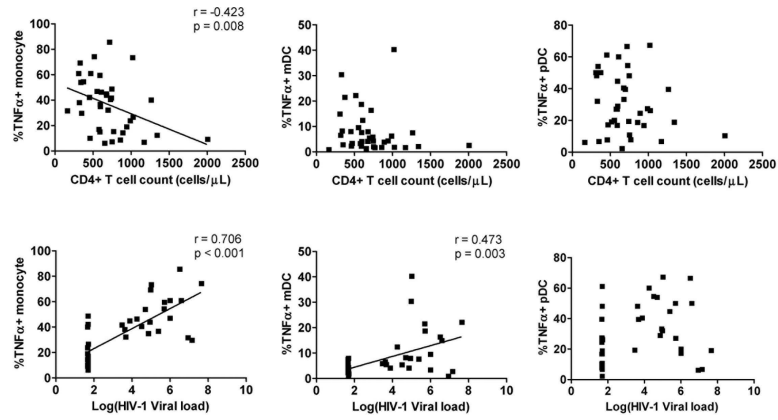 r = -0.423
p = 0.008
%TNFα+ monocyte
100
80
60
40
20
0
0 500 1000 1500 2000 2500
CD4+ T cell count (cells/μL)
%TNFα+ mDC
50
40
30
20
10
0
0 500 1000 1500 2000 2500
CD4+ T cell count (cells/μL)
%TNFα+ pDC
80
60
40
20
0
0 500 1000 1500 2000 2500
CD4+ T cell count (cells/μL)
r = 0.706
p < 0.001
%TNFα+ monocyte
100
80
60
40
20
0
0 2 4 6 8 10
Log(HIV-1 Viral load)
r = 0.473
p = 0.003
%TNFα+ mDC
50
40
30
20
10
0
0 2 4 6 8 10
Log(HIV-1 Viral load)
%TNFα+ pDC
80
60
40
20
0
0 2 4 6 8 10
Log(HIV-1 Viral load)